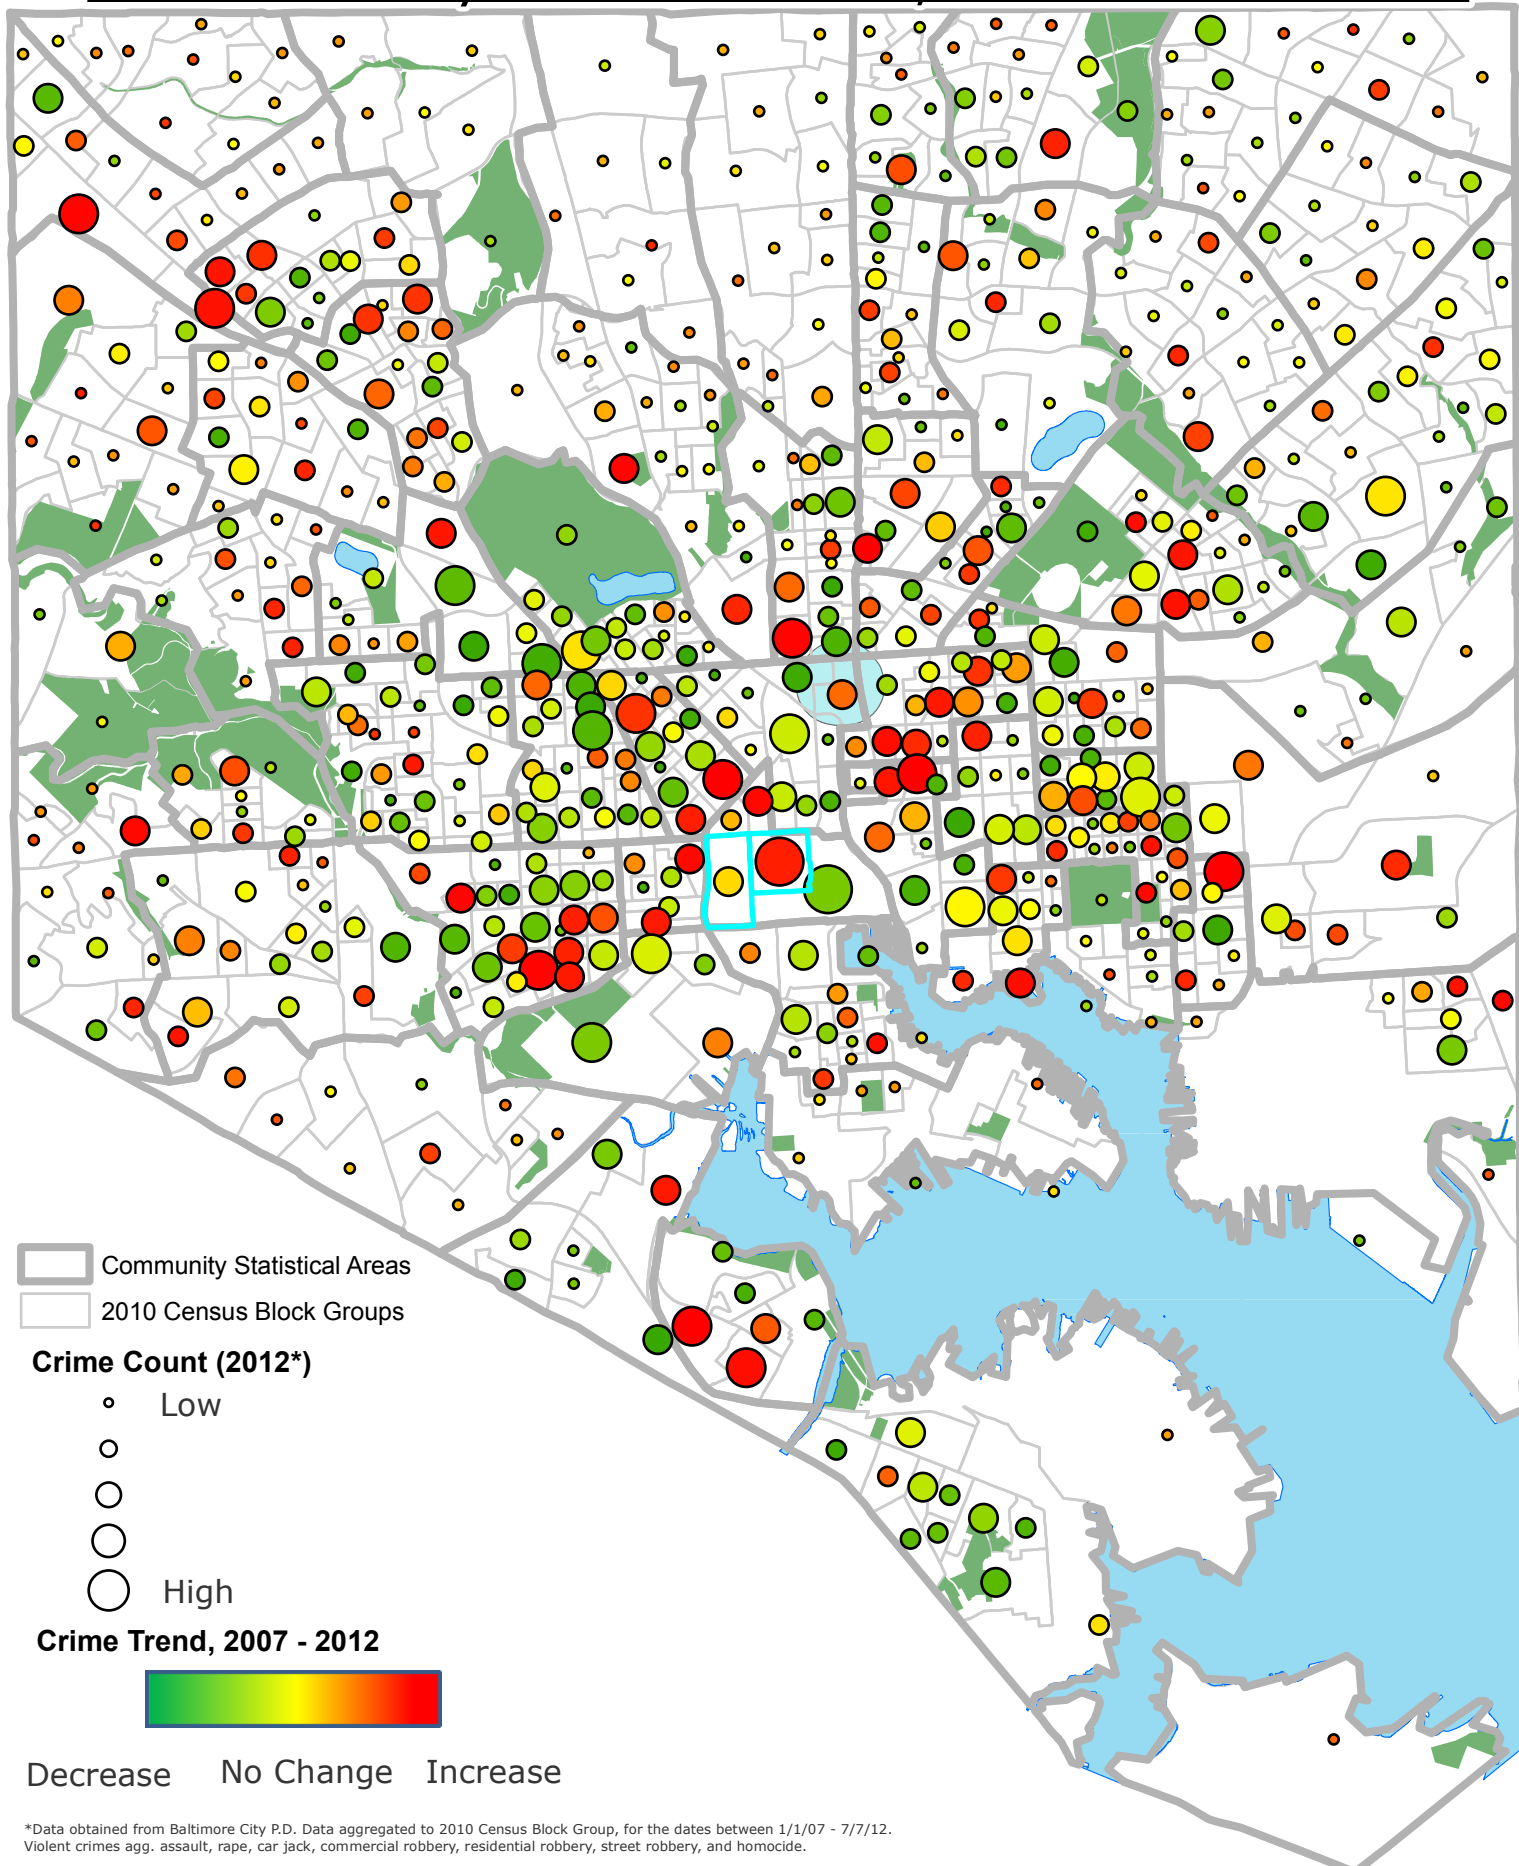 Community Statistical Areas
2010 Census Block Groups
Crime Count (2012*)
Low
High
Crime Trend, 2007 - 2012
Decrease No Change Increase
*Data obtained from Baltimore City P.D. Data aggregated to 2010 Census Block Group, for the dates between 1/1/07 - 7/7/12.
Violent crimes agg. assault, rape, car jack, commercial robbery, residential robbery, street robbery, and homocide.